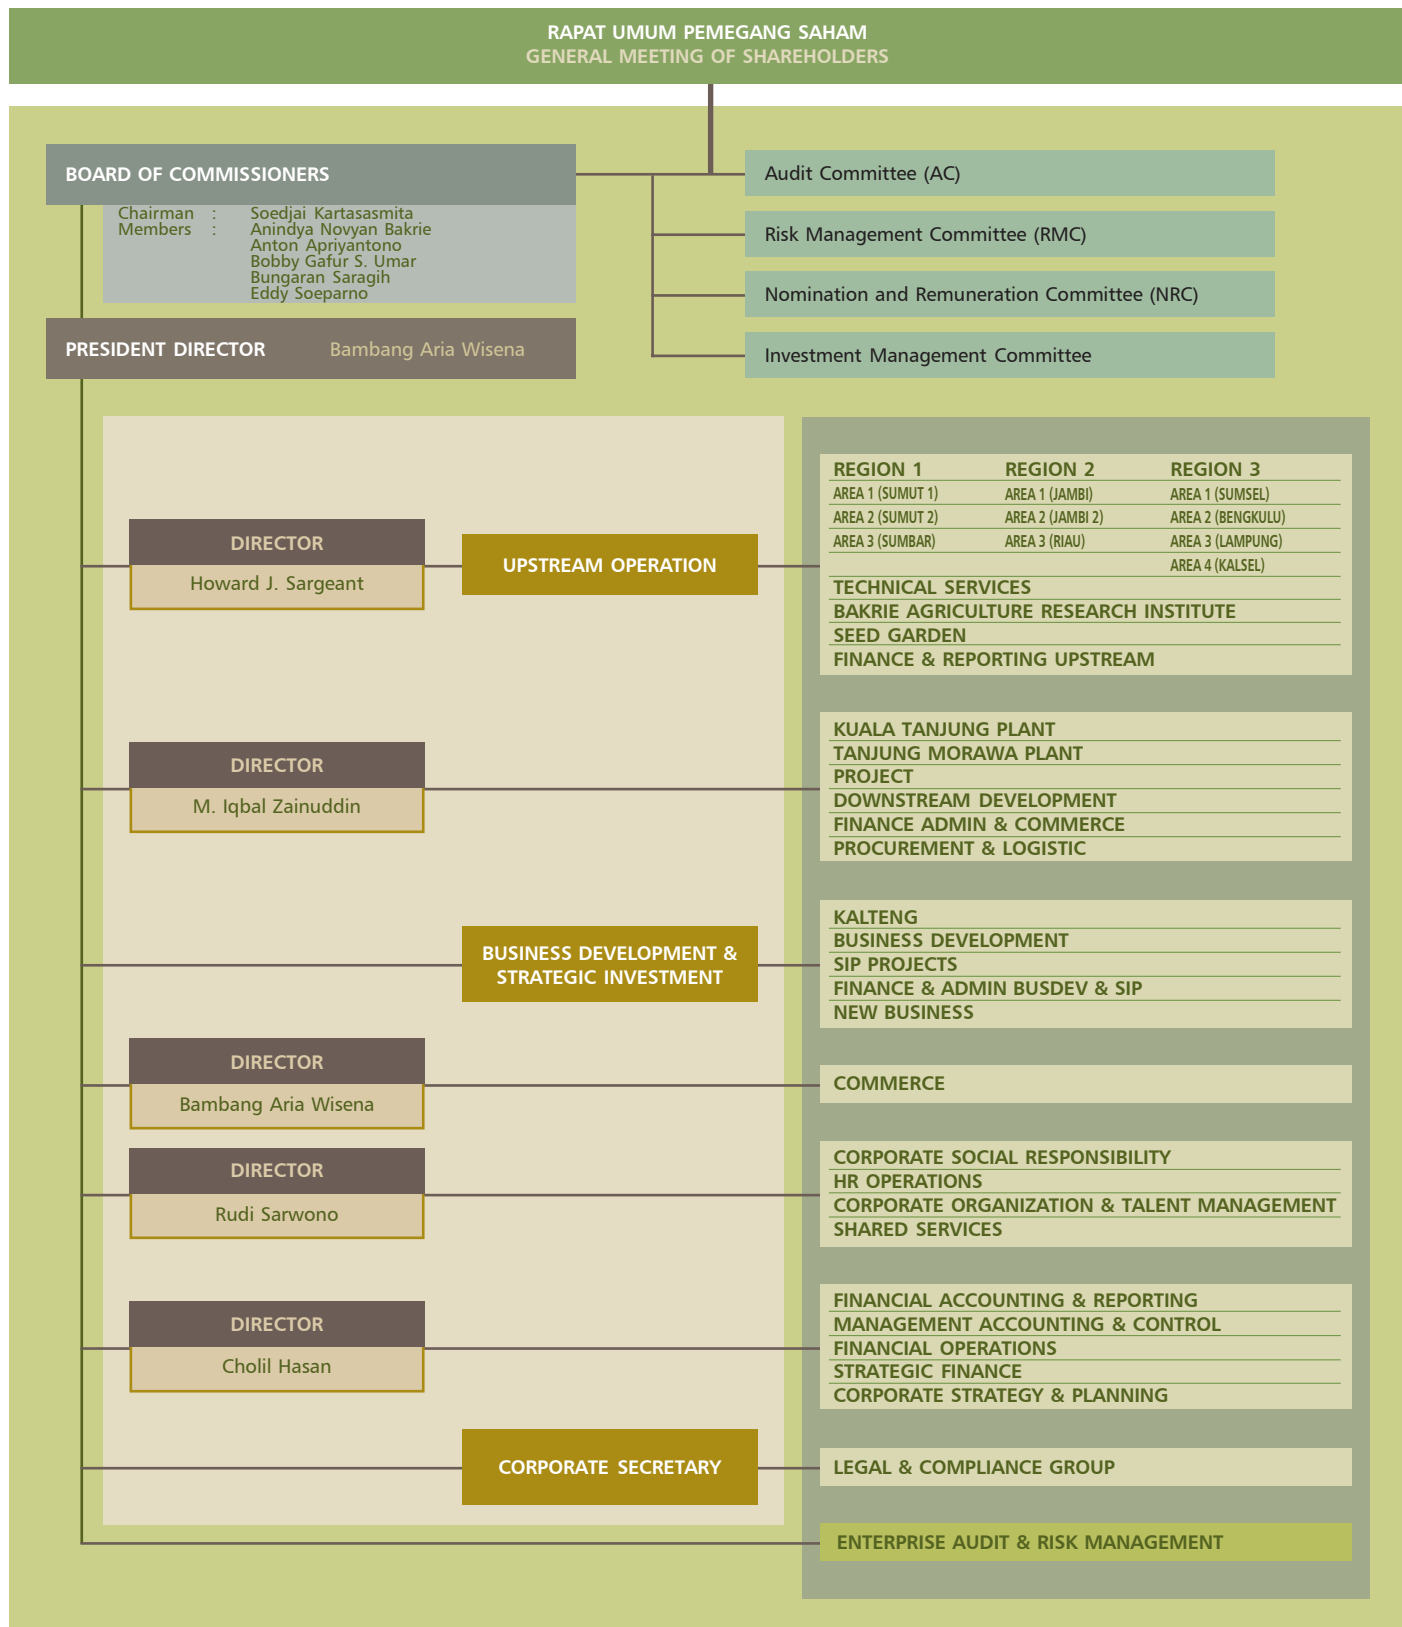 RAPAT UMUM PEMEGANG SAHAM
GENERAL MEETING OF SHAREHOLDERS
BOARD OF COMMISSIONERS
Chairman : Soedjai Kartasasmita
Members : Anindya Novyan Bakrie
Anton Apriyantono
Bobby Gafur S. Umar
Bungaran Saragih
Eddy Soeparno
PRESIDENT DIRECTOR Bambang Aria Wisena
Audit Committee (AC)
Risk Management Committee (RMC)
Nomination and Remuneration Committee (NRC)
Investment Management Committee
DIRECTOR
Howard J. Sargeant
UPSTREAM OPERATION
REGION 1 REGION 2 REGION 3
AREA 1 (SUMUT 1) AREA 1 (JAMBI) AREA 1 (SUMSEL)
AREA 2 (SUMUT 2) AREA 2 (JAMBI 2) AREA 2 (BENGKULU)
AREA 3 (SUMBAR) AREA 3 (RIAU) AREA 3 (LAMPUNG)
AREA 4 (KALSEL)
TECHNICAL SERVICES
BAKRIE AGRICULTURE RESEARCH INSTITUTE
SEED GARDEN
FINANCE & REPORTING UPSTREAM
DIRECTOR
M. Iqbal Zainuddin
KUALA TANJUNG PLANT
TANJUNG MORAWA PLANT
PROJECT
DOWNSTREAM DEVELOPMENT
FINANCE ADMIN & COMMERCE
PROCUREMENT & LOGISTIC
BUSINESS DEVELOPMENT &
STRATEGIC INVESTMENT
KALTENG
BUSINESS DEVELOPMENT
SIP PROJECTS
FINANCE & ADMIN BUSDEV & SIP
NEW BUSINESS
DIRECTOR
Bambang Aria Wisena
COMMERCE
DIRECTOR
Rudi Sarwono
CORPORATE SOCIAL RESPONSIBILITY
HR OPERATIONS
CORPORATE ORGANIZATION & TALENT MANAGEMENT
SHARED SERVICES
DIRECTOR
Cholil Hasan
FINANCIAL ACCOUNTING & REPORTING
MANAGEMENT ACCOUNTING & CONTROL
FINANCIAL OPERATIONS
STRATEGIC FINANCE
CORPORATE STRATEGY & PLANNING
CORPORATE SECRETARY
LEGAL & COMPLIANCE GROUP
ENTERPRISE AUDIT & RISK MANAGEMENT